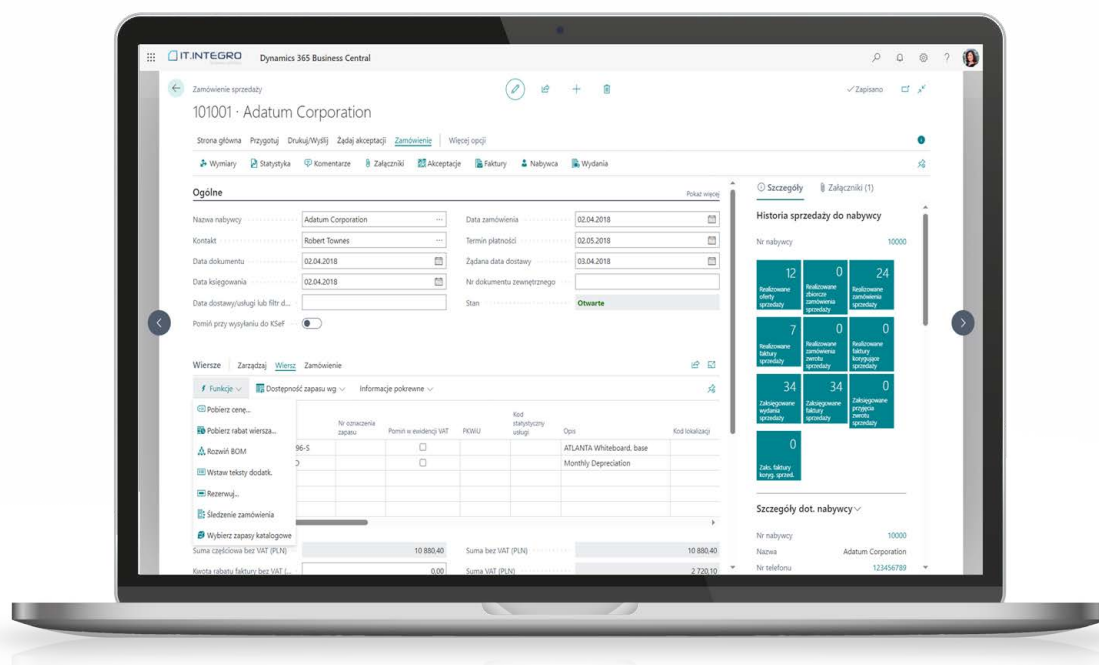 IT.INTEGRO
Dynamics 365 Business Central
?
Zamówienie sprzedaży
Zapisano
101001 · Adatum Corporation
Strona główna Przygotuj Drukuj/Wyślij Żądaj akceptacji Zamówienie Więcej opcji
Wymiary Statystyka Komentarze Załączniki Akceptacje Faktury Nabywca Wydania
Ogólne
Pokaż więcej
Nazwa nabywcy Adatum Corporation
Kontakt Robert Townes
Data dokumentu 02.04.2018
Data księgowania 02.04.2018
Data dostawy/usługi lub filtr d...
Pomiń przy wysyłaniu do KSeF
Data zamówienia 02.04.2018
Termin płatności 02.05.2018
Żądana data dostawy 03.04.2018
Nr dokumentu zewnętrznego
Stan Otwarte
Wiersze Zarządzaj Wiersz Zamówienie
Funkcje Dostępność zapasu wg Informacje pokrewne
Pobierz cenę...
Pobierz rabat wiersza...
Rozwiń BOM
Wstaw teksty dodatk.
Rezerwuj...
Śledzenie zamówienia
Wybierz zapasy katalogowe
Nr oznaczenia
zapasu
Pomiń w ewidencji VAT
PKWiU
Kod
statystyczny
usługi
Opis
Kod lokalizacji
96-S
ATLANTA Whiteboard, base
Monthly Depreciation
Suma częściowa bez VAT (PLN) 10 880,40
Suma bez VAT (PLN) 10 880,40
Kwota rabatu faktury bez VAT (... 0,00
Suma VAT (PLN) 2 720,10
Szczegóły Załączniki (1)
Historia sprzedaży do nabywcy
Nr nabywcy 10000
12
Realizowane
oferty
sprzedaży
0
Realizowane
zbiorcze
zamówienia
sprzedaży
24
Realizowane
zamówienia
sprzedaży
7
Realizowane
faktury
sprzedaży
0
Realizowane
zamówienia
zwrotu
sprzedaży
0
Realizowane
faktury
korygujące
sprzedaży
34
Zaksięgowane
wydania
sprzedaży
34
Zaksięgowane
faktury
sprzedaży
0
Zaksięgowane
przyjęcia
zwrotu
sprzedaży
0
Zaks. faktury
koryg. sprzed.
Szczegóły dot. nabywcy
Nr nabywcy 10000
Nazwa Adatum Corporation
Nr telefonu 123456789